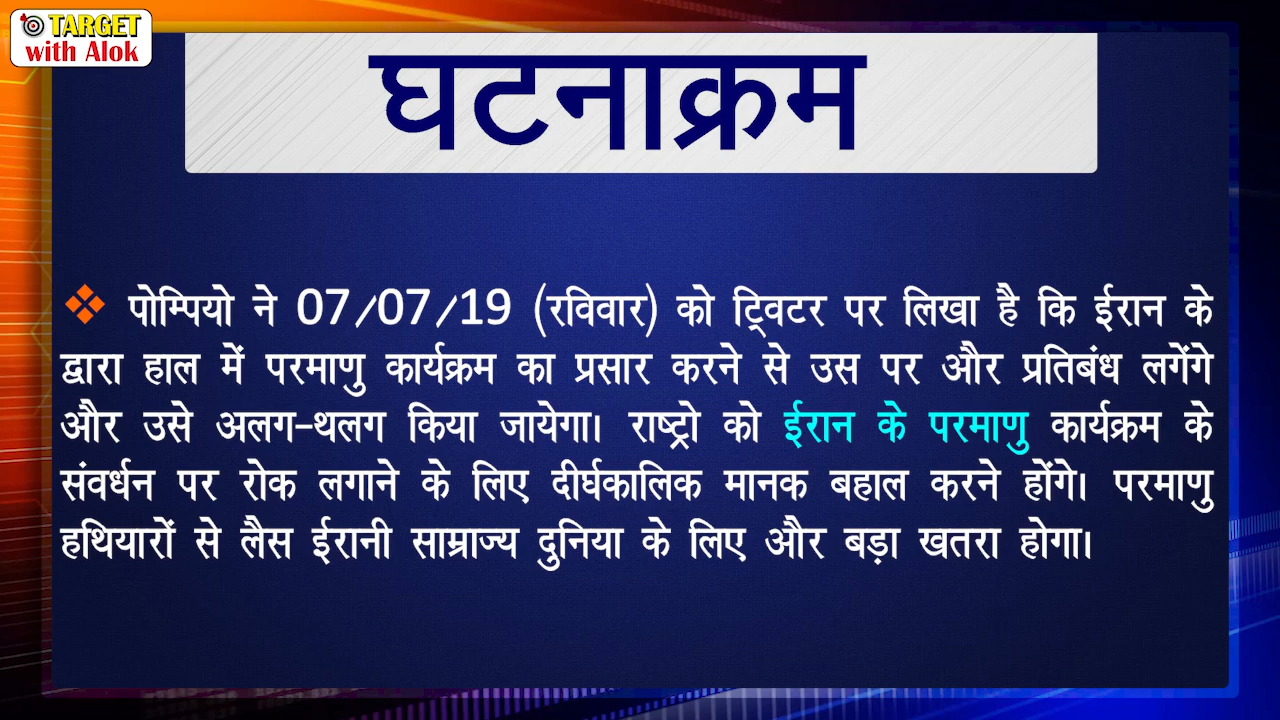 TARGET
with Alok
घटनाक्रम
❖ पोम्पियो ने 07/07/19 (रविवार) को ट्विटर पर लिखा है कि ईरान के
द्वारा हाल में परमाणु कार्यक्रम का प्रसार करने से उस पर और प्रतिबंध लगेंगे
और उसे अलग-थलग किया जायेगा। राष्ट्रो को ईरान के परमाणु कार्यक्रम के
संवर्धन पर रोक लगाने के लिए दीर्घकालिक मानक बहाल करने होंगे। परमाणु
हथियारों से लैस ईरानी साम्राज्य दुनिया के लिए और बड़ा खतरा होगा।